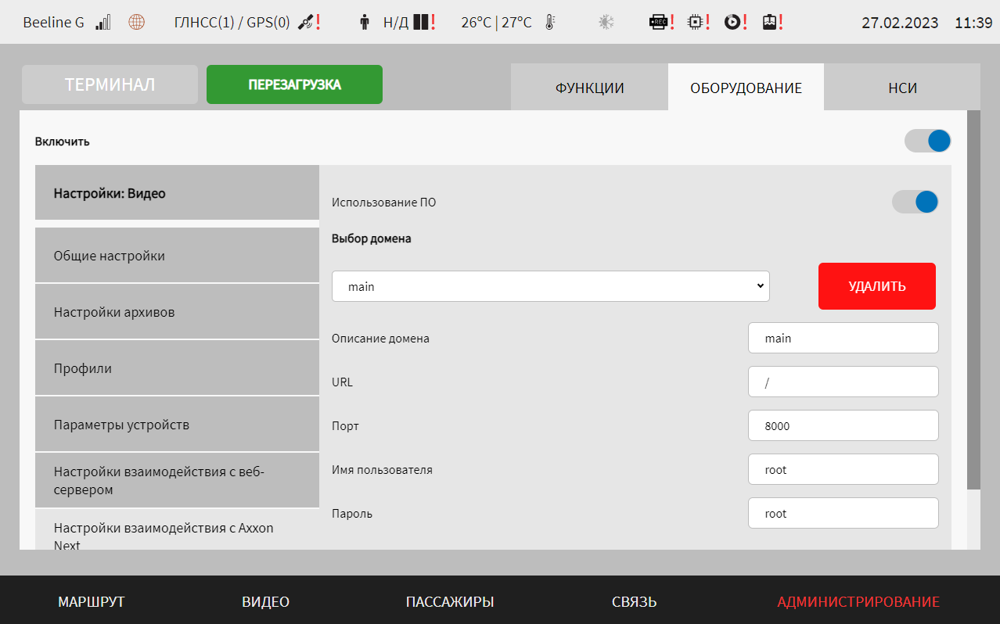 Beeline G ГЛНСС(1) / GPS(0) ! Н/Д ! 26°C | 27°C REC ! ! ! ! 27.02.2023 11:39
ТЕРМИНАЛ ПЕРЕЗАГРУЗКА ФУНКЦИИ ОБОРУДОВАНИЕ НСИ
Включить
Настройки: Видео
Общие настройки
Настройки архивов
Профили
Параметры устройств
Настройки взаимодействия с веб-
сервером
Настройки взаимодействия с Axxon
Next
Использование ПО
Выбор домена
main УДАЛИТЬ
Описание домена main
URL /
Порт 8000
Имя пользователя root
Пароль root
МАРШРУТ ВИДЕО ПАССАЖИРЫ СВЯЗЬ АДМИНИСТРИРОВАНИЕ